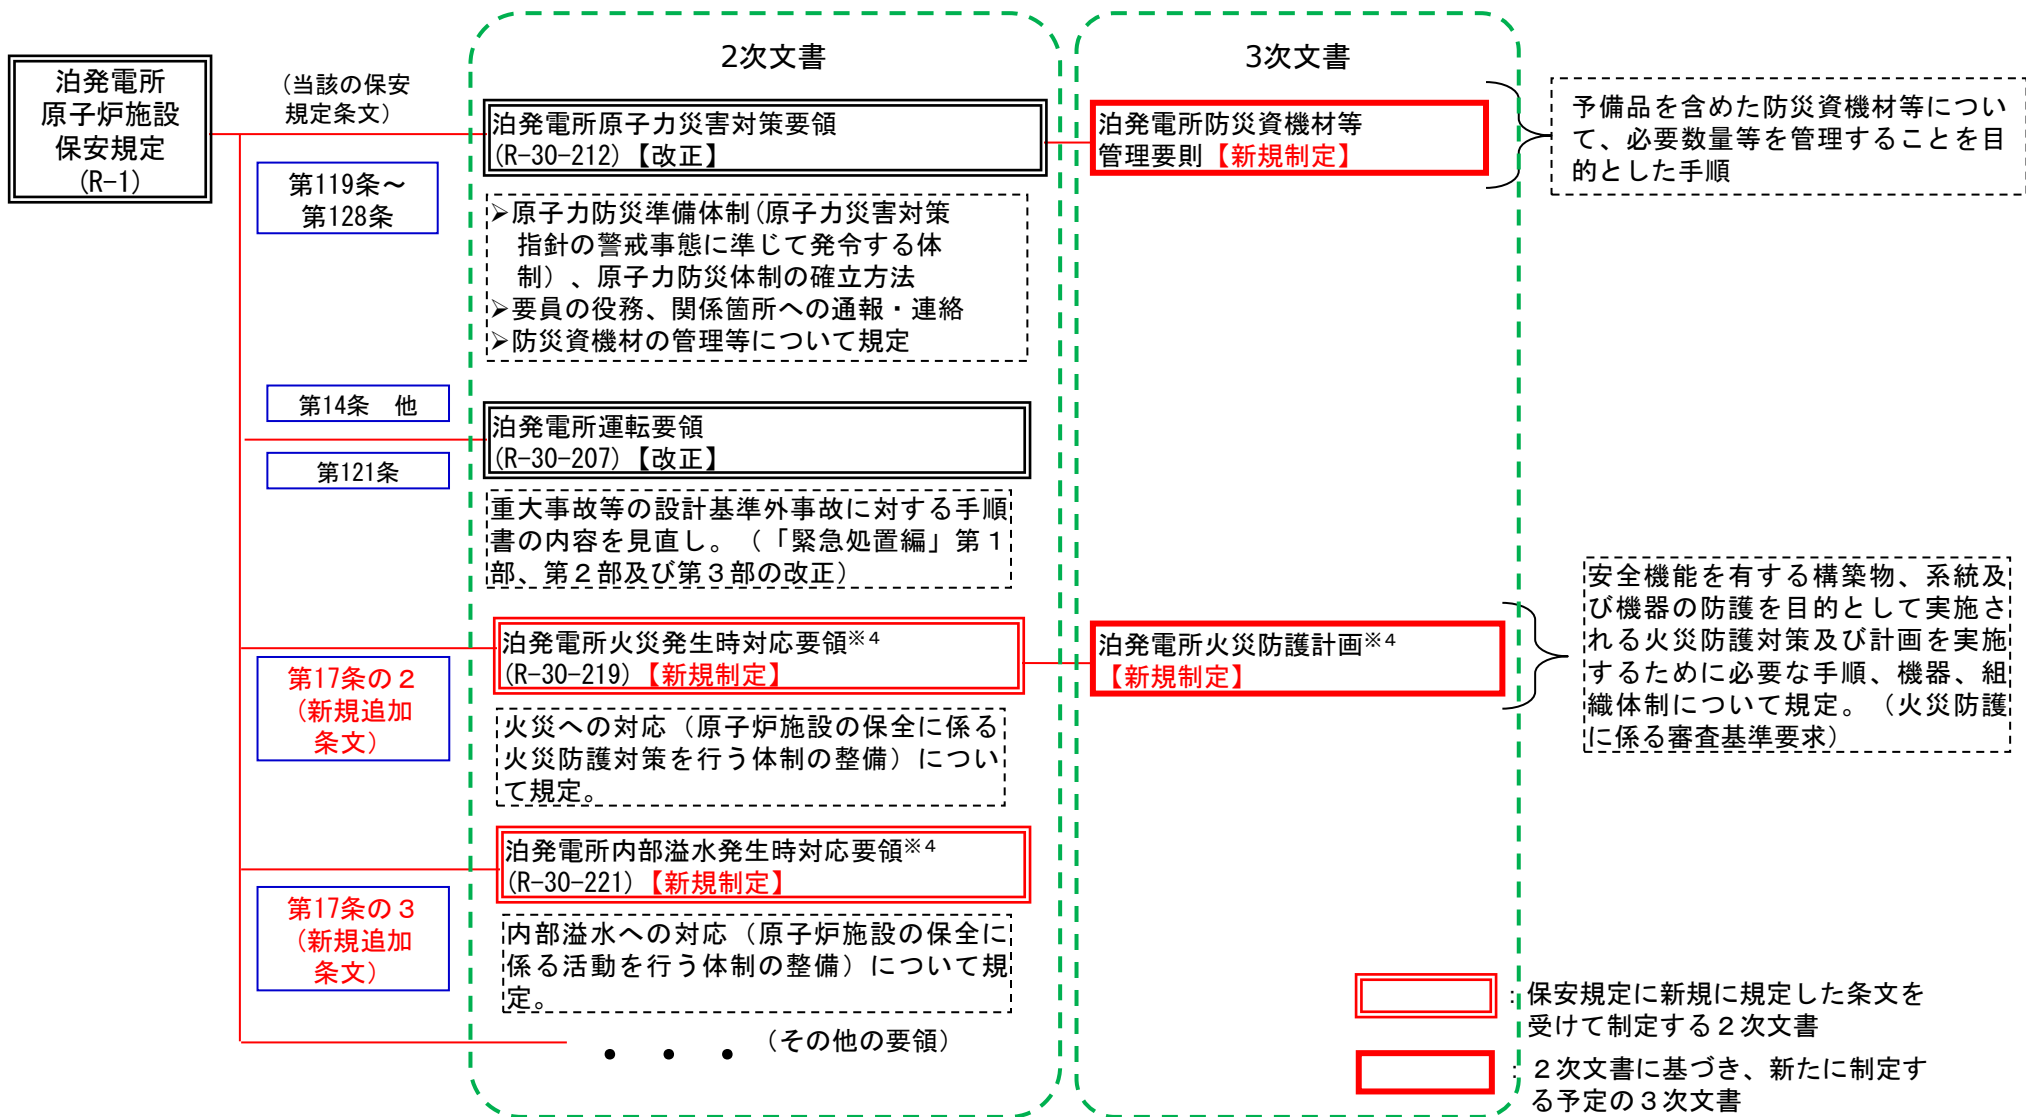 泊発電所
原子炉施設
保安規定
(R-1)
（当該の保安
規定条文）
2次文書
3次文書
泊発電所原子力災害対策要領
(R-30-212)【改正】
泊発電所防災資機材等
管理要則【新規制定】
予備品を含めた防災資機材等につい
て、必要数量等を管理することを目
的とした手順
第119条～
第128条
➢原子力防災準備体制(原子力災害対策
指針の警戒事態に準じて発令する体
制）、原子力防災体制の確立方法
➢要員の役務、関係箇所への通報・連絡
➢防災資機材の管理等について規定
第14条　他
第121条
泊発電所運転要領
(R-30-207)【改正】
重大事故等の設計基準外事故に対する手順
書の内容を見直し。（「緊急処置編」第１
部、第２部及び第３部の改正）
第17条の２
（新規追加
条文）
泊発電所火災発生時対応要領※4
(R-30-219)【新規制定】
泊発電所火災防護計画※4
【新規制定】
安全機能を有する構築物、系統及
び機器の防護を目的として実施さ
れる火災防護対策及び計画を実施
するために必要な手順、機器、組
織体制について規定。（火災防護
に係る審査基準要求）
火災への対応（原子炉施設の保全に係る
火災防護対策を行う体制の整備）につい
て規定。
第17条の３
（新規追加
条文）
泊発電所内部溢水発生時対応要領※4
(R-30-221)【新規制定】
内部溢水への対応（原子炉施設の保全に
係る活動を行う体制の整備）について規
定。
・・・（その他の要領）
：保安規定に新規に規定した条文を
受けて制定する２次文書
：２次文書に基づき、新たに制定す
る予定の３次文書